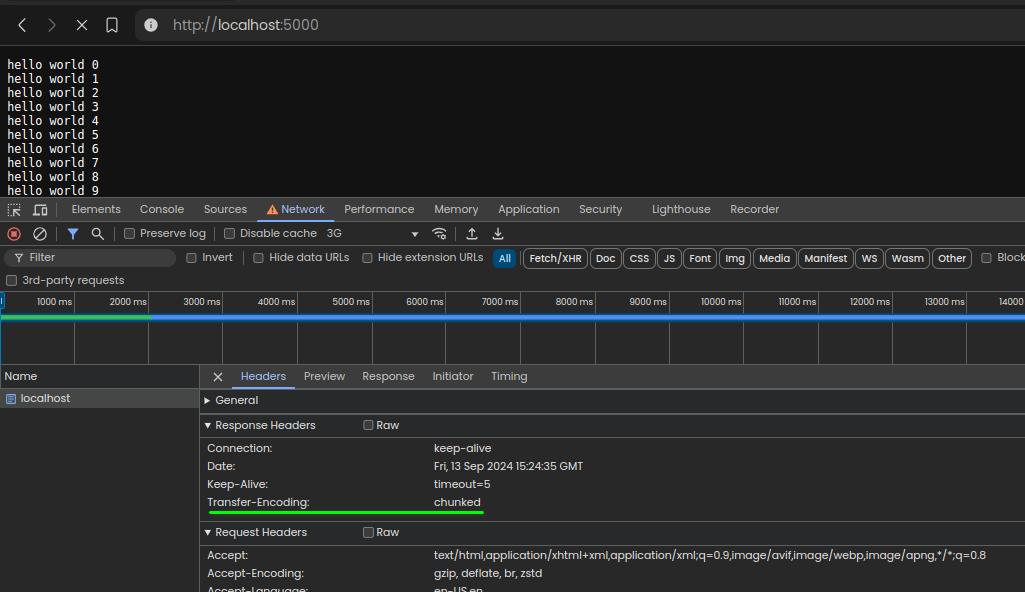 http://localhost:5000
hello world 0
hello world 1
hello world 2
hello world 3
hello world 4
hello world 5
hello world 6
hello world 7
hello world 8
hello world 9
Elements Console Sources Network Performance Memory Application Security Lighthouse Recorder
Preserve log Disable cache 3G
Filter Invert Hide data URLs Hide extension URLs All Fetch/XHR Doc CSS JS Font Img Media Manifest WS Wasm Other Block
3rd-party requests
1000 ms 2000 ms 3000 ms 4000 ms 5000 ms 6000 ms 7000 ms 8000 ms 9000 ms 10000 ms 11000 ms 12000 ms 13000 ms 14000
Name Headers Preview Response Initiator Timing
localhost
General
Response Headers Raw
Connection: keep-alive
Date: Fri, 13 Sep 2024 15:24:35 GMT
Keep-Alive: timeout=5
Transfer-Encoding: chunked
Request Headers Raw
Accept: text/html,application/xhtml+xml,application/xml;q=0.9,image/avif,image/webp,image/apng,*/*;q=0.8
Accept-Encoding: gzip, deflate, br, zstd
Accept-Language: en-US,en